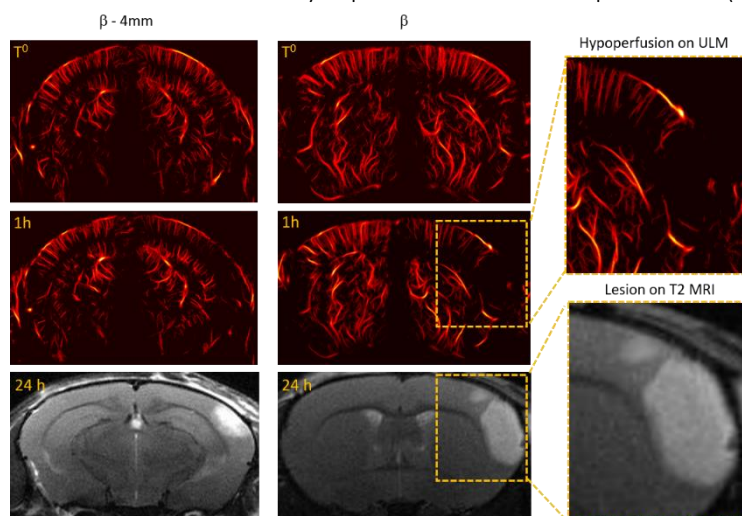 β - 4mm
β
T⁰
T⁰
Hypoperfusion on ULM
1h
1h
Lesion on T2 MRI
24 h
24 h